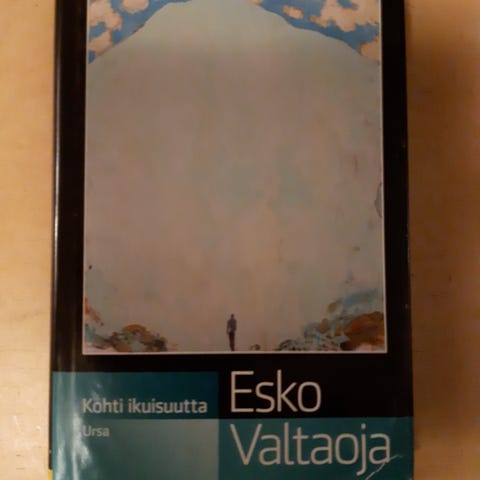 Kohti ikuisuutta
Ursa
Esko
Valtaoja